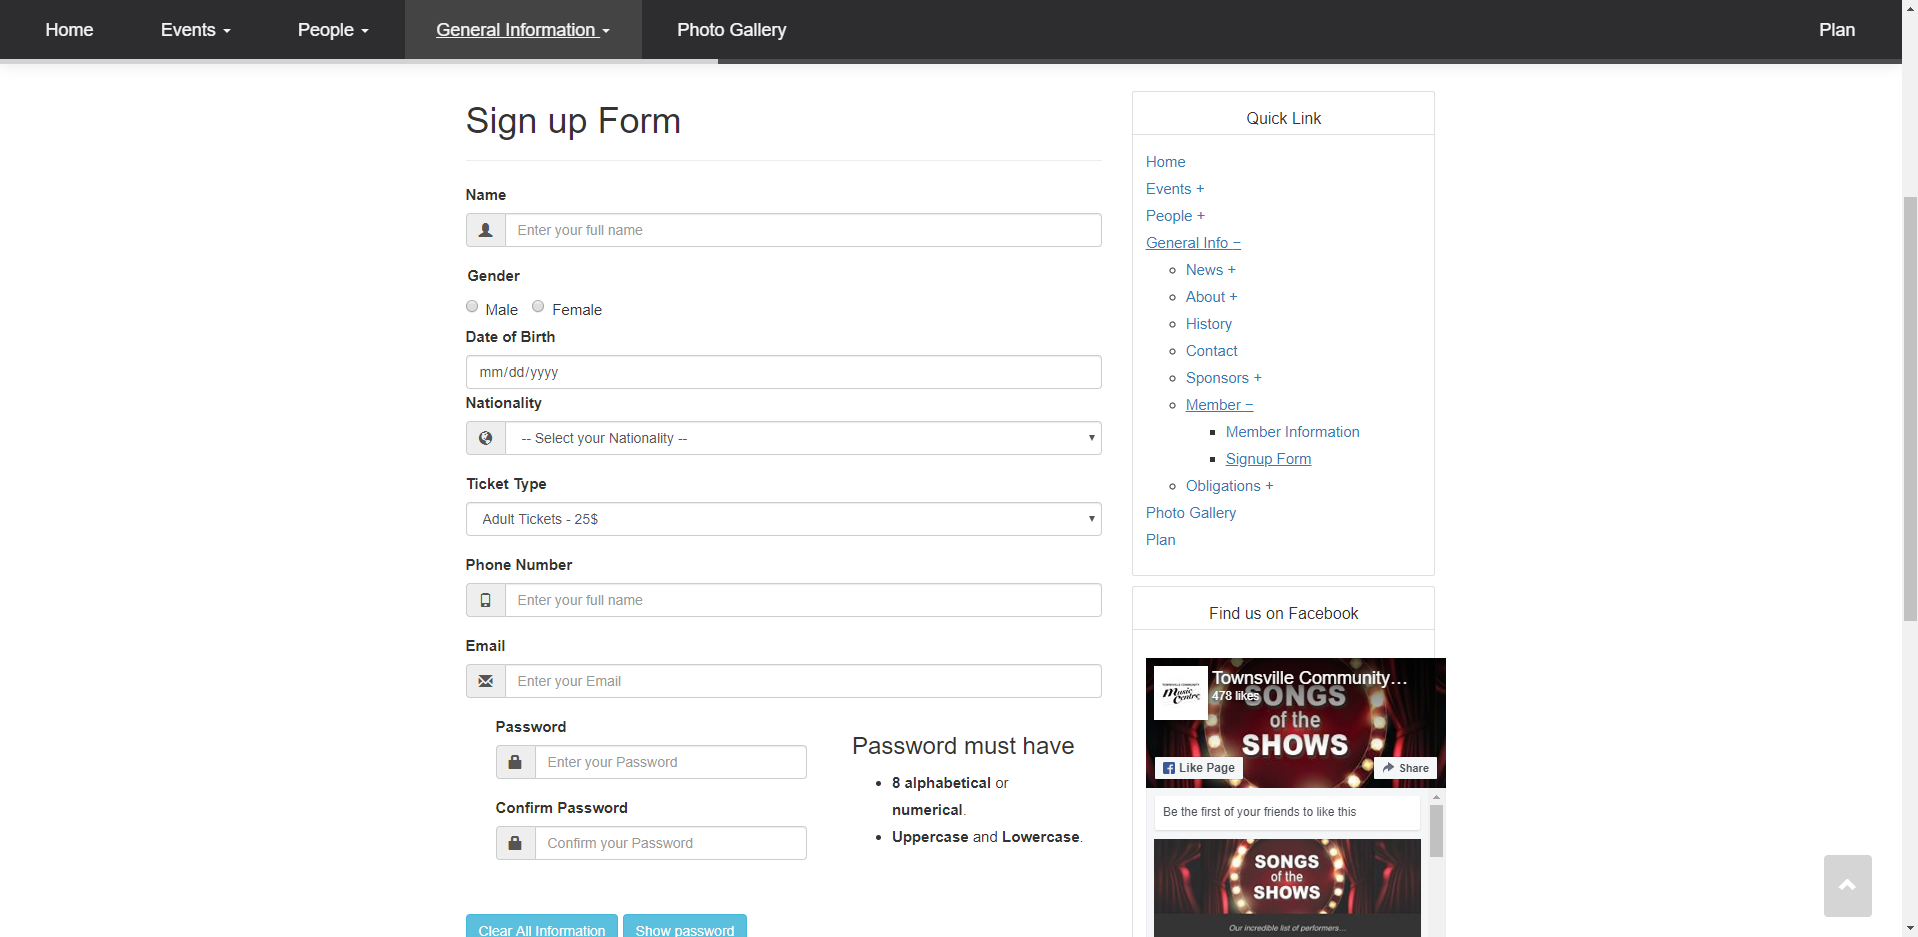 Home
Events
People
General Information
Photo Gallery
Plan
Sign up Form
Name
Enter your full name
Gender
Male
Female
Date of Birth
mm/dd/yyyy
Nationality
-- Select your Nationality --
Ticket Type
Adult Tickets - 25$
Phone Number
Enter your full name
Email
Enter your Email
Password
Enter your Password
Confirm Password
Confirm your Password
Password must have
• 8 alphabetical or
numerical.
• Uppercase and Lowercase.
Clear All Information
Show password
Quick Link
Home
Events +
People +
General Info −
News +
About +
History
Contact
Sponsors +
Member −
Member Information
Signup Form
Obligations +
Photo Gallery
Plan
Find us on Facebook
TOWNSVILLE COMMUNITY
Music Centre
Townsville Community...
478 likes
SONGS
of the
SHOWS
Like Page
Share
Be the first of your friends to like this
SONGS
of the
SHOWS
Our incredible list of performers...